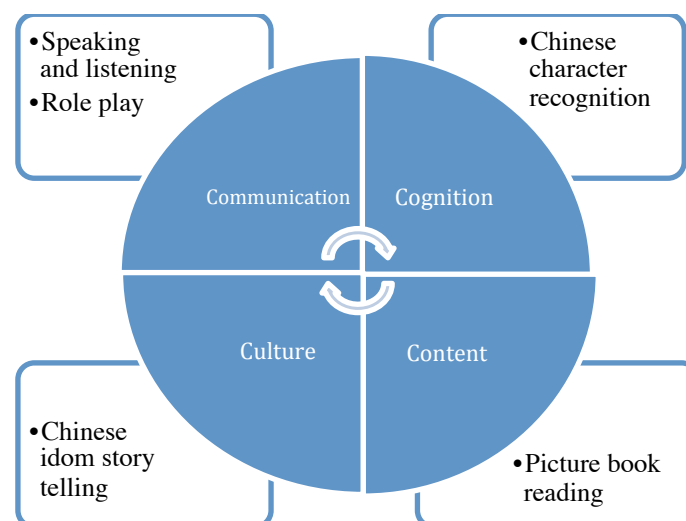 •Speaking
and listening
•Role play
•Chinese
character
recognition
Communication
Cognition
Culture
Content
•Chinese
idom story
telling
•Picture book
reading